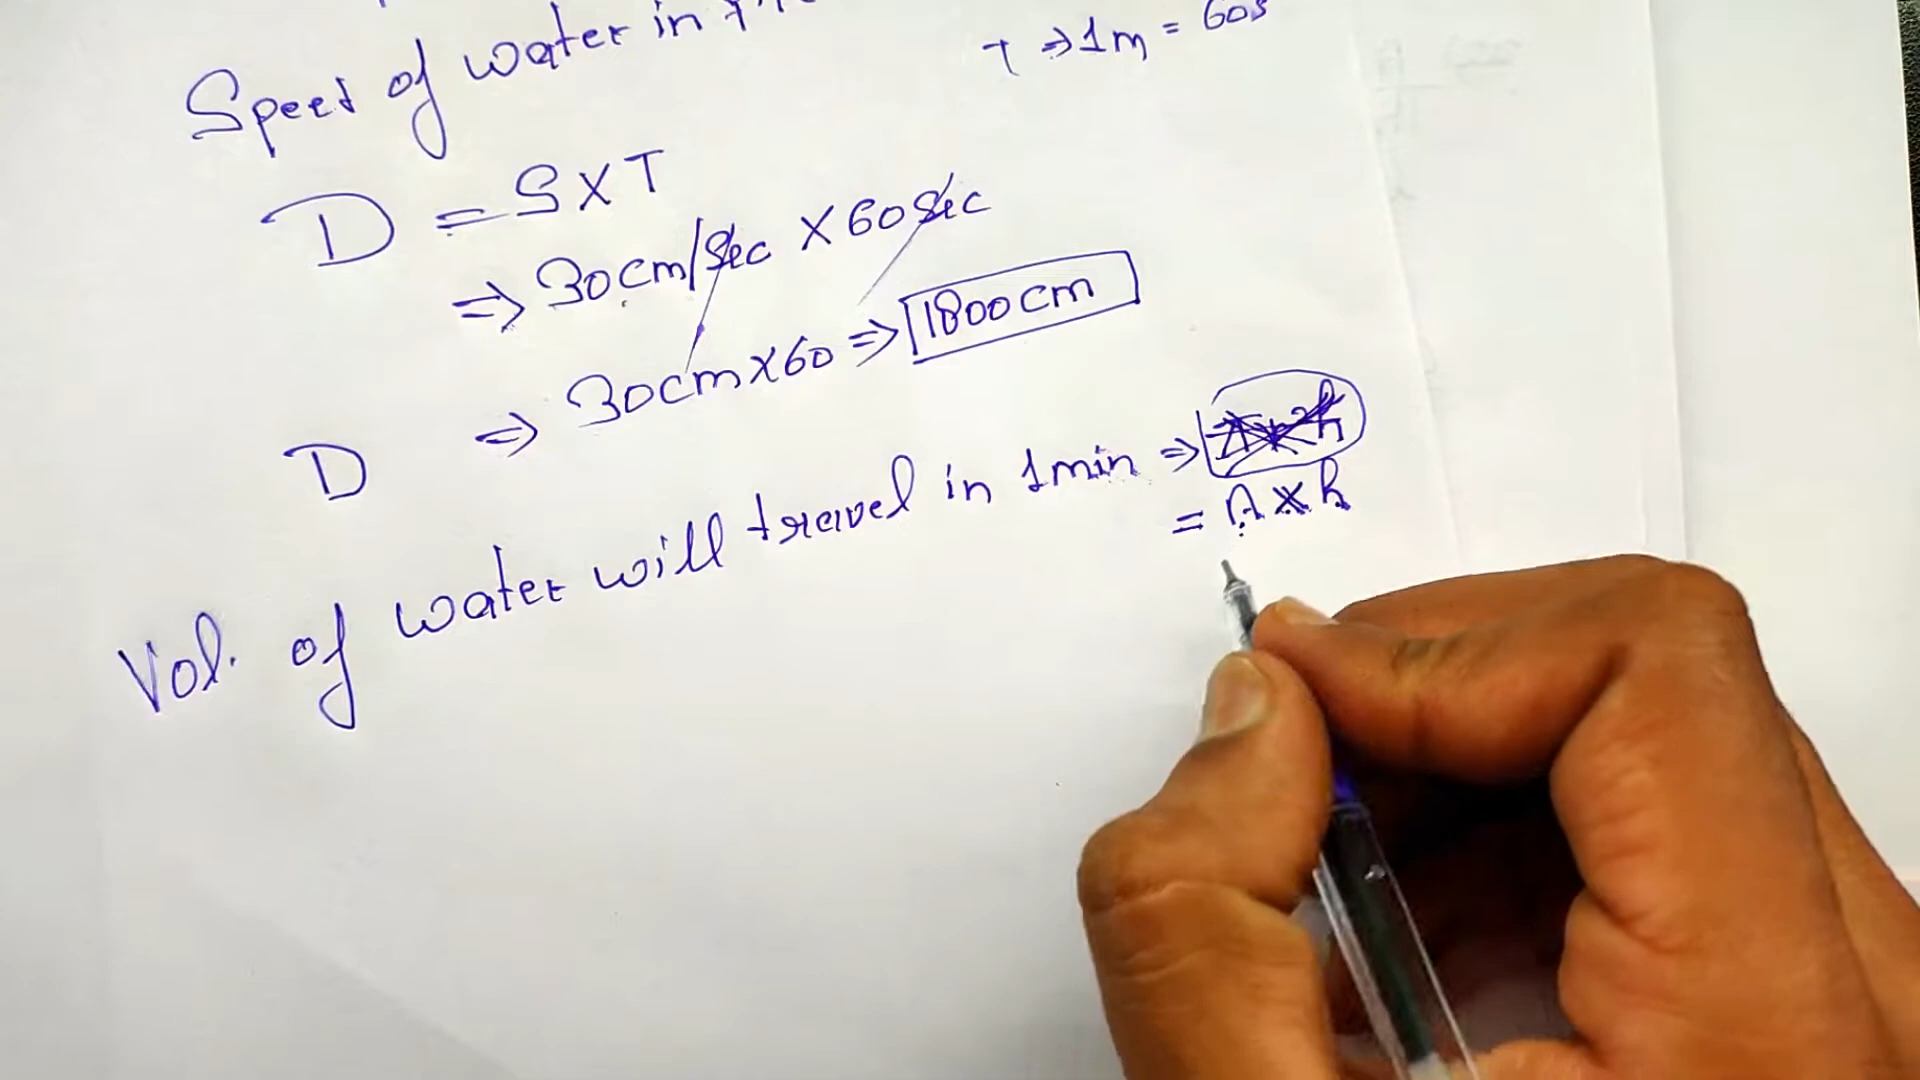 Speed of water in
T ⇒ 1m = 60s
D = S X T
⇒ 30cm/sec X 60sec
⇒ 30cm x 60 ⇒ 1800cm
D
Vol. of water will travel in 1min ⇒
= A x h